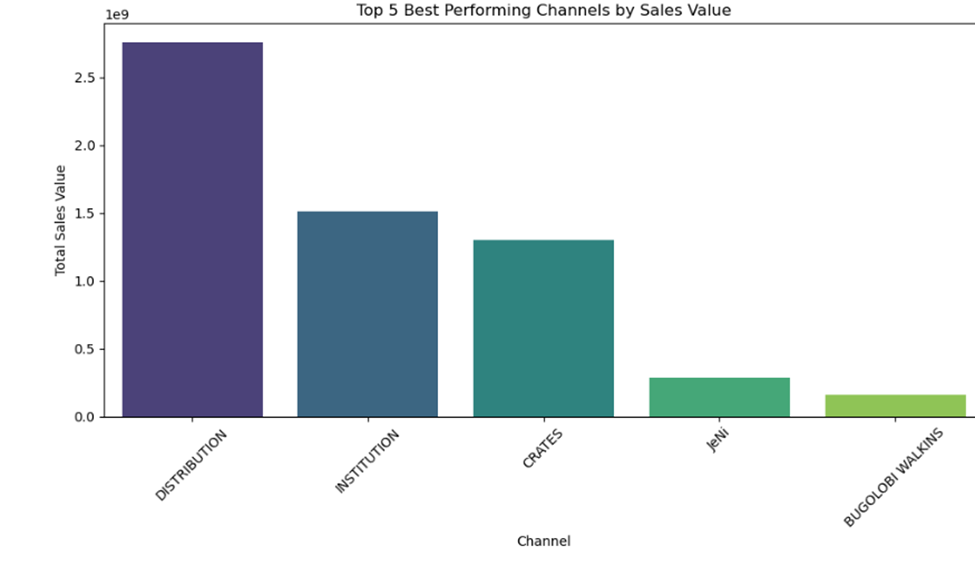 Top 5 Best Performing Channels by Sales Value
1e9
2.5
2.0
1.5
1.0
0.5
0.0
Total Sales Value
DISTRIBUTION
INSTITUTION
CRATES
JeNi
BUGOLOBI WALKINS
Channel